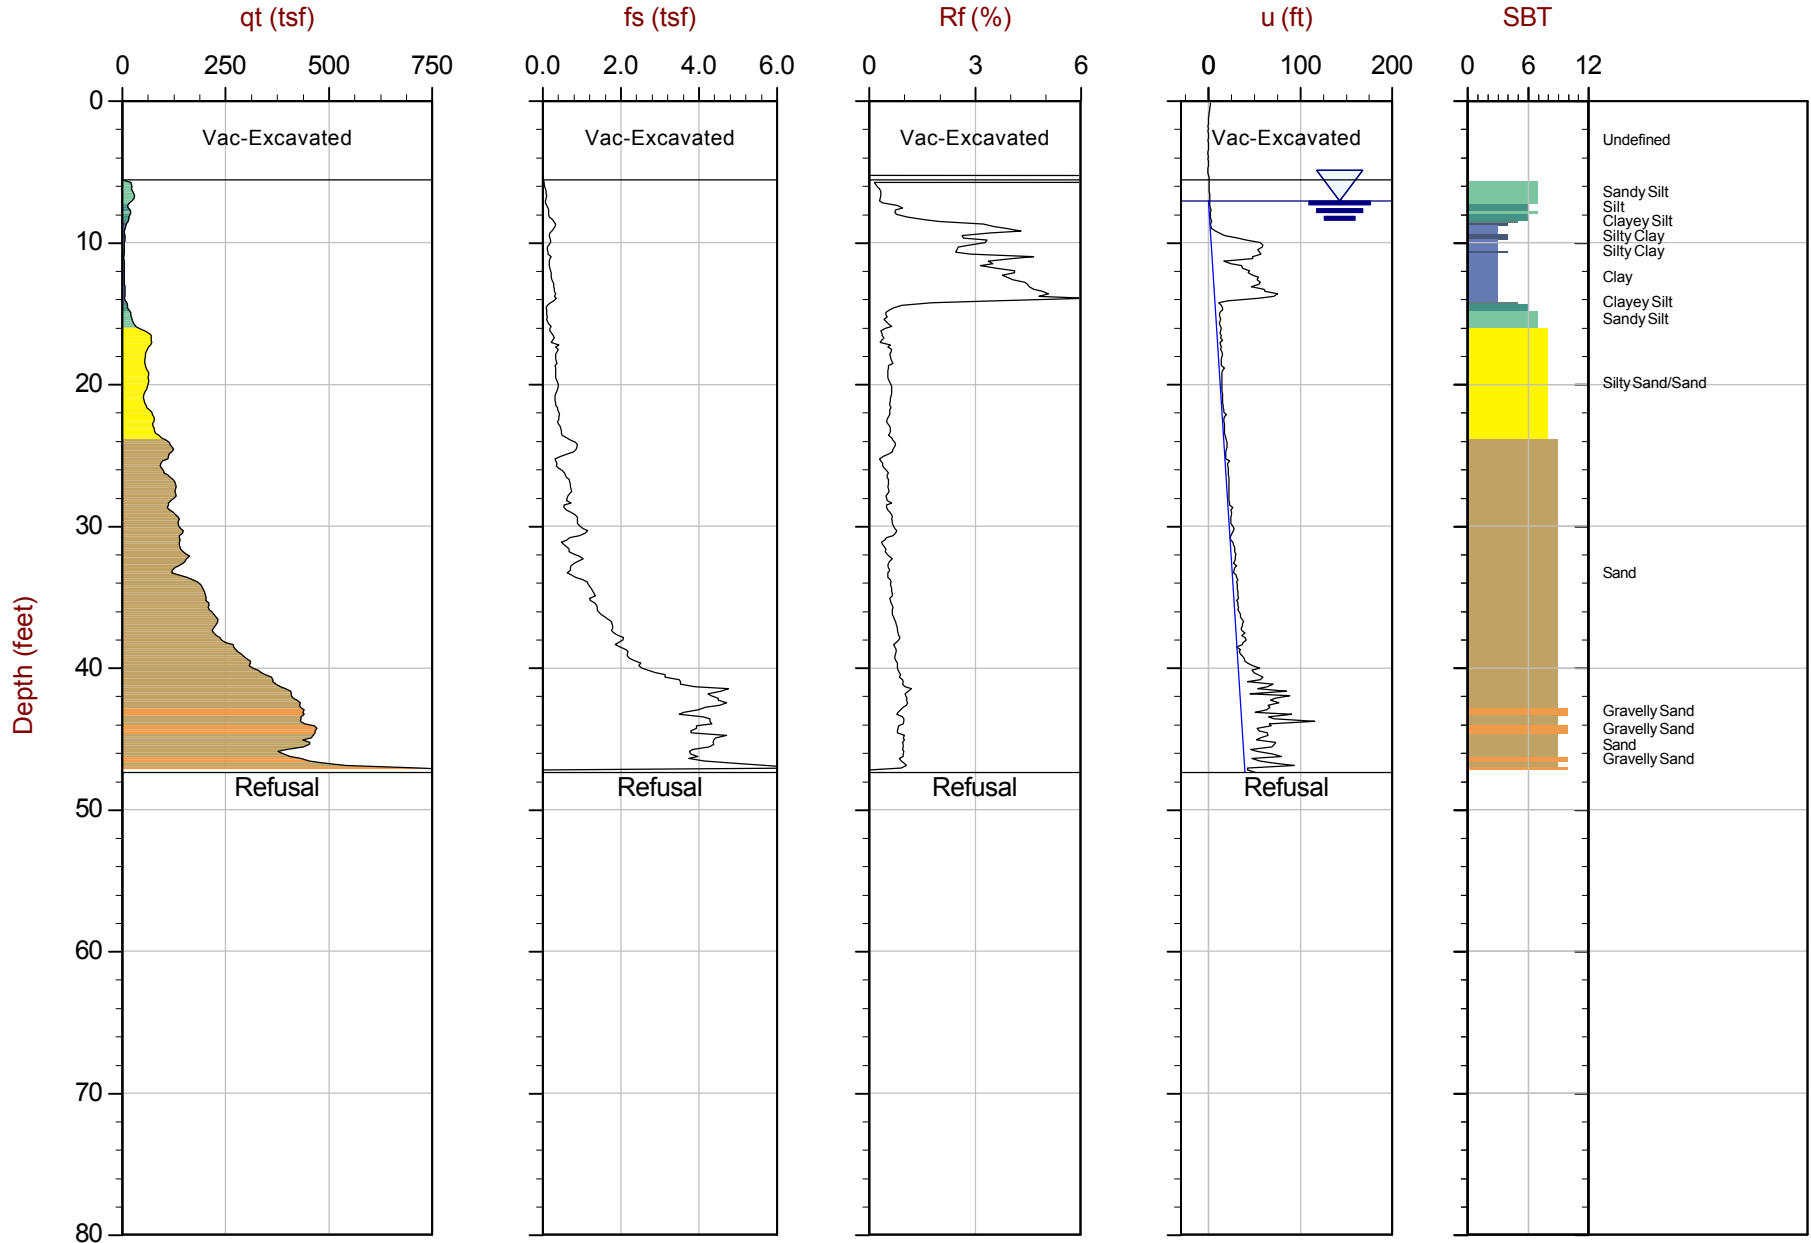 qt (tsf) fs (tsf) Rf (%) u (ft) SBT
0 250 500 750 0.0 2.0 4.0 6.0 0 3 6 0 100 200 0 6 12
0
Vac-Excavated Vac-Excavated Vac-Excavated Vac-Excavated Undefined
Sandy Silt
Silt
Clayey Silt
Silty Clay
10
Silty Clay
Clay
Clayey Silt
Sandy Silt
20 Silty Sand/Sand
30
Sand
Depth (feet)
40
Gravelly Sand
Gravelly Sand
Sand
Gravelly Sand
Refusal Refusal Refusal Refusal
50
60
70
80